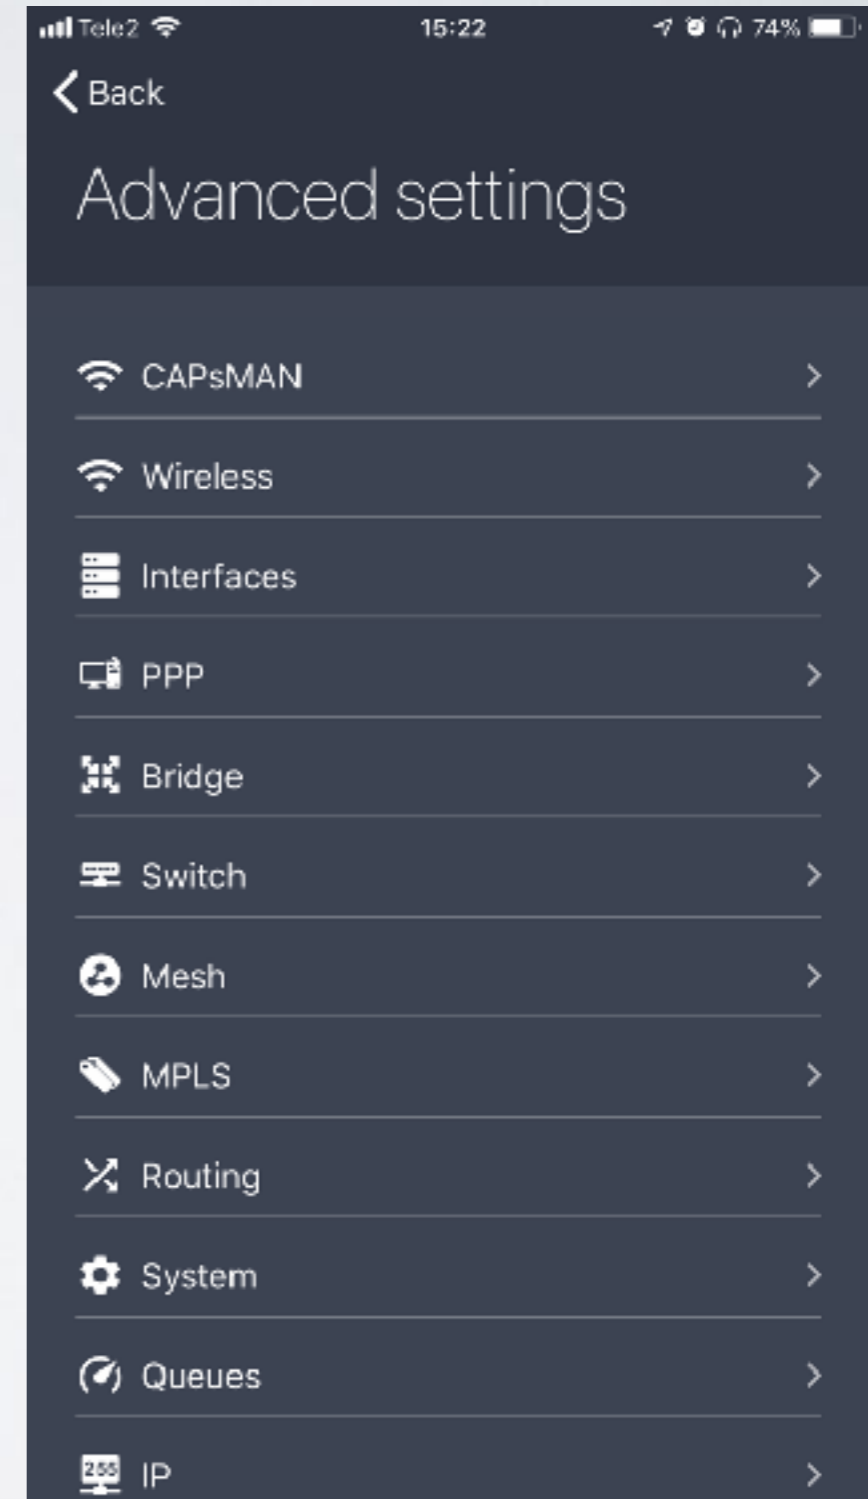 Tele2 15:22 74%
Back
Advanced settings
CAPsMAN
Wireless
Interfaces
PPP
Bridge
Switch
Mesh
MPLS
Routing
System
Queues
255 IP